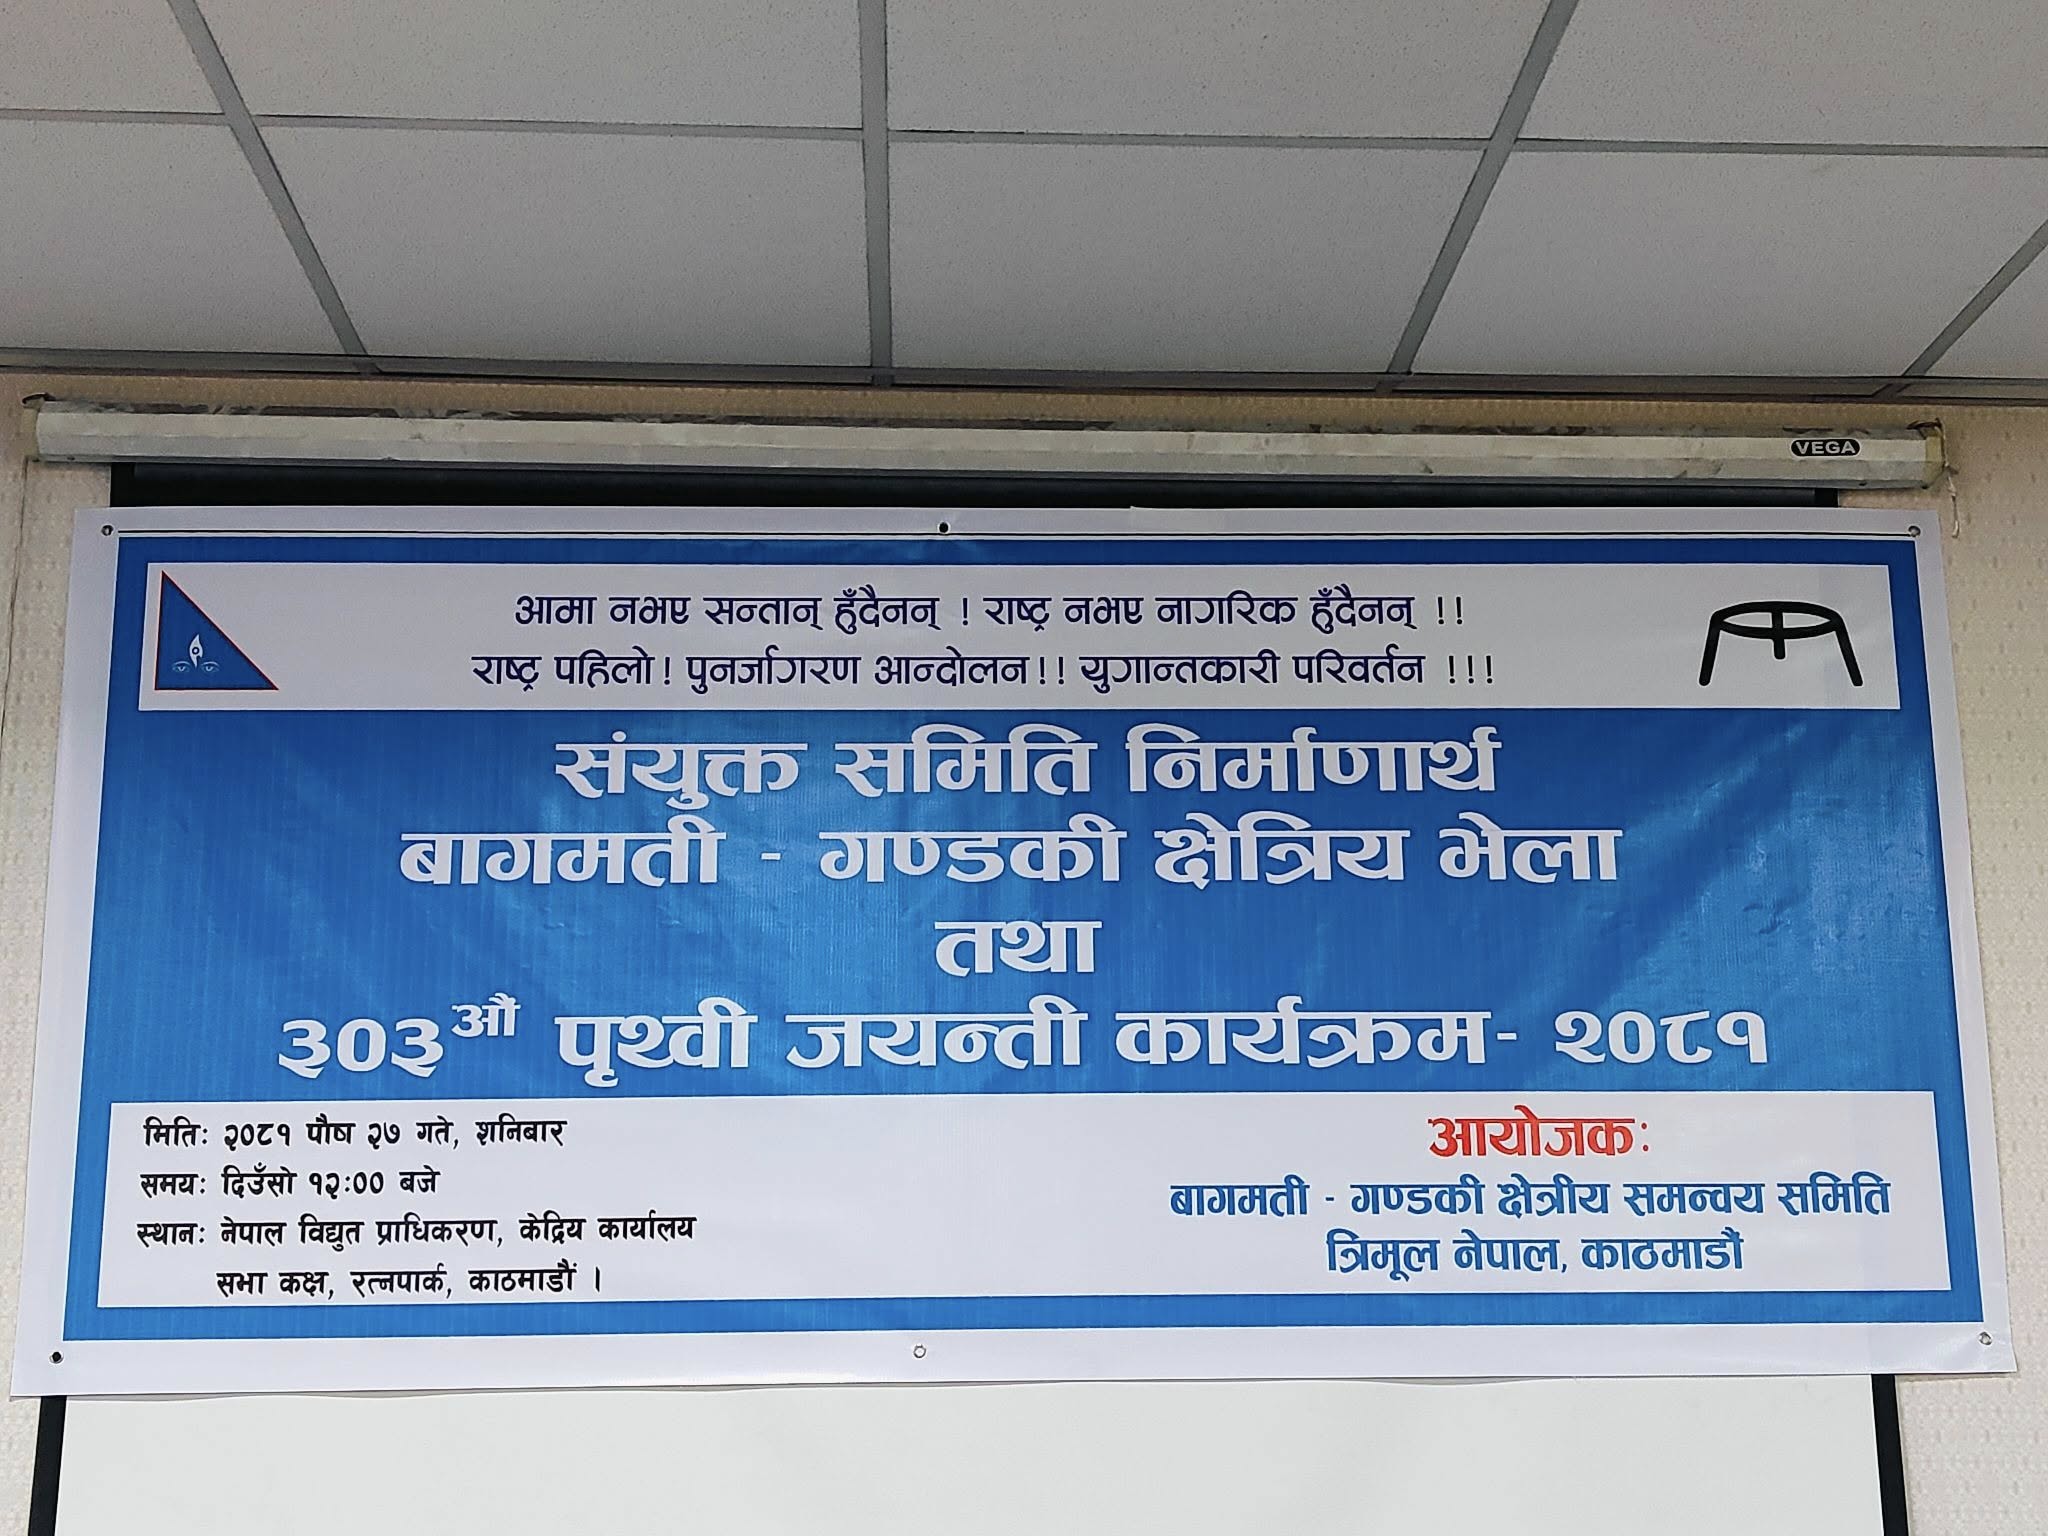 VEGA
आमा नभए सन्तान् हुँदैनन् ! राष्ट्र नभए नागरिक हुँदैनन् !!
राष्ट्र पहिलो! पुनर्जागरण आन्दोलन!! युगान्तकारी परिवर्तन !!!
संयुक्त समिति निर्माणार्थ
बागमती - गण्डकी क्षेत्रिय भेला
तथा
३०३औं पृथ्वी जयन्ती कार्यक्रम- २०८१
मितिः २०८१ पौष २७ गते, शनिबार
समयः दिउँसो १२:०० बजे
स्थानः नेपाल विद्युत प्राधिकरण, केद्रिय कार्यालय
सभा कक्ष, रत्नपार्क, काठमाडौं ।
आयोजकः
बागमती - गण्डकी क्षेत्रीय समन्वय समिति
त्रिमूल नेपाल, काठमाडौं